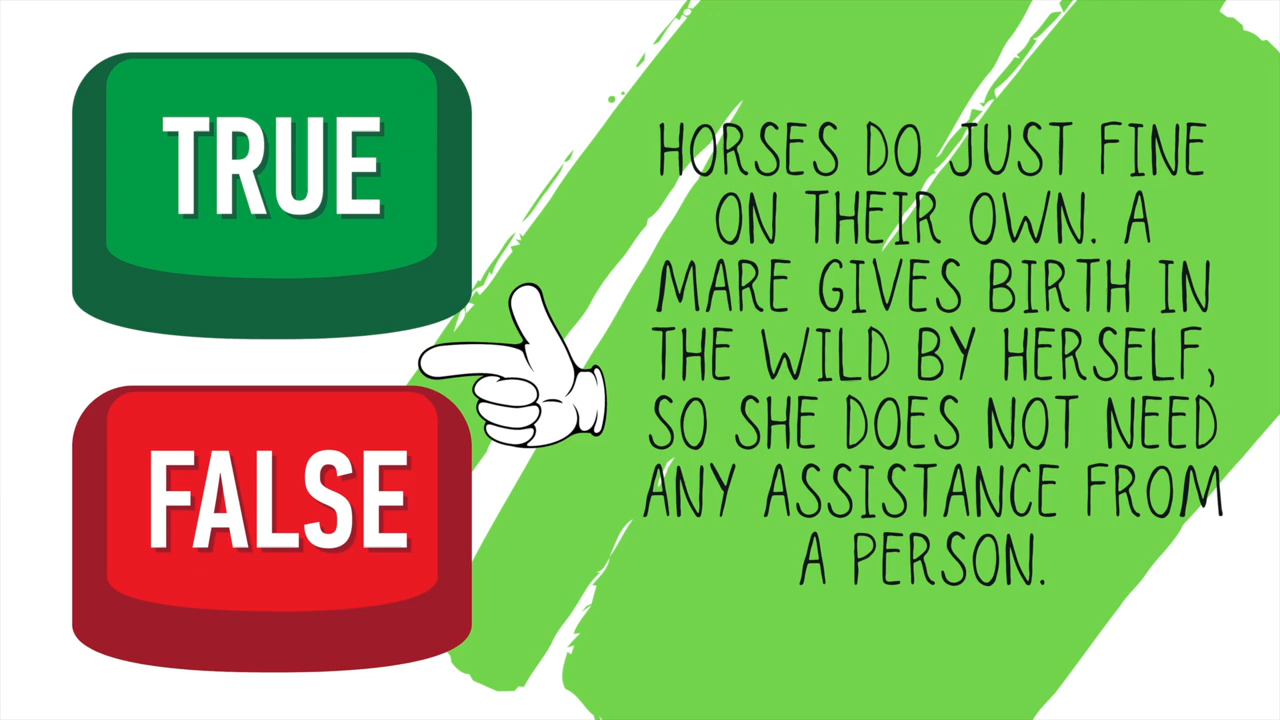 TRUE
FALSE
HORSES DO JUST FINE
ON THEIR OWN. A
MARE GIVES BIRTH IN
THE WILD BY HERSELF,
SO SHE DOES NOT NEED
ANY ASSISTANCE FROM
A PERSON.